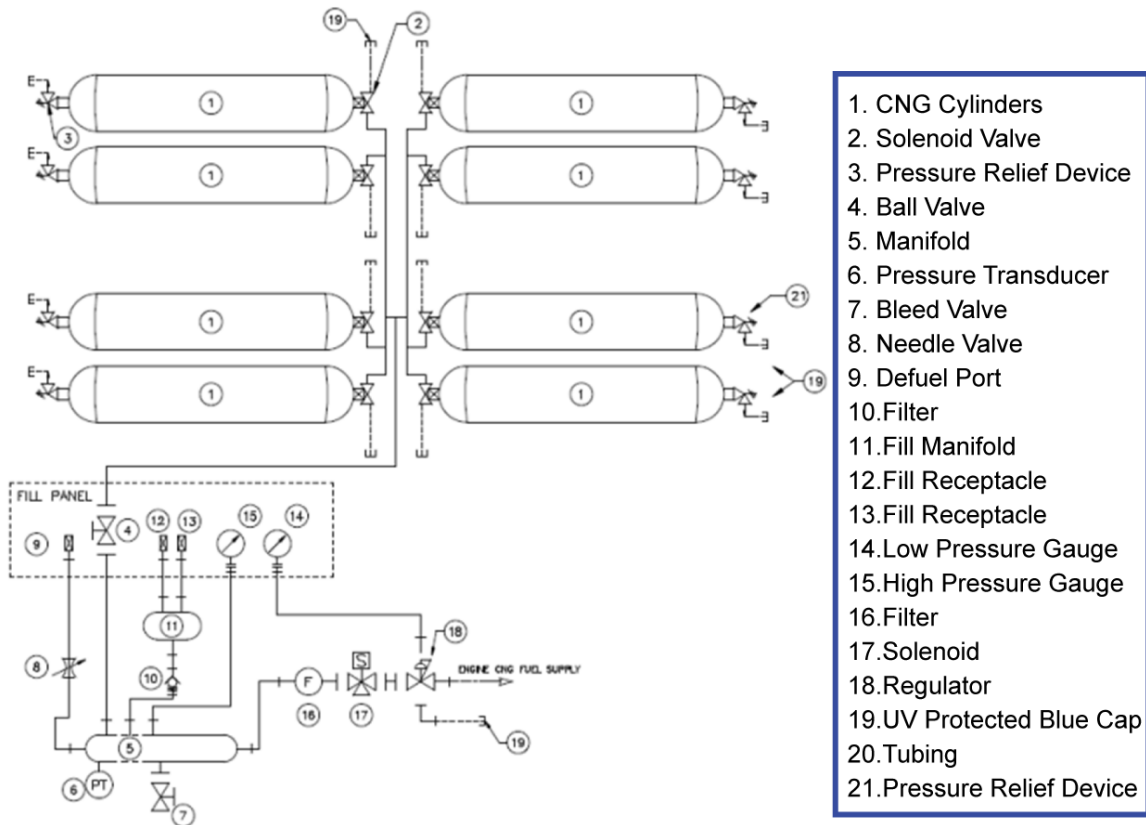 19
2
1
1
3
1
1
1
1
21
1
1
19
FILL PANEL
12
13
15
14
4
9
11
18
8
10
S
ENGINE CNG FUEL SUPPLY
F
16
17
5
19
6
PT
7
1. CNG Cylinders
2. Solenoid Valve
3. Pressure Relief Device
4. Ball Valve
5. Manifold
6. Pressure Transducer
7. Bleed Valve
8. Needle Valve
9. Defuel Port
10.Filter
11.Fill Manifold
12.Fill Receptacle
13.Fill Receptacle
14.Low Pressure Gauge
15.High Pressure Gauge
16.Filter
17.Solenoid
18.Regulator
19.UV Protected Blue Cap
20.Tubing
21.Pressure Relief Device